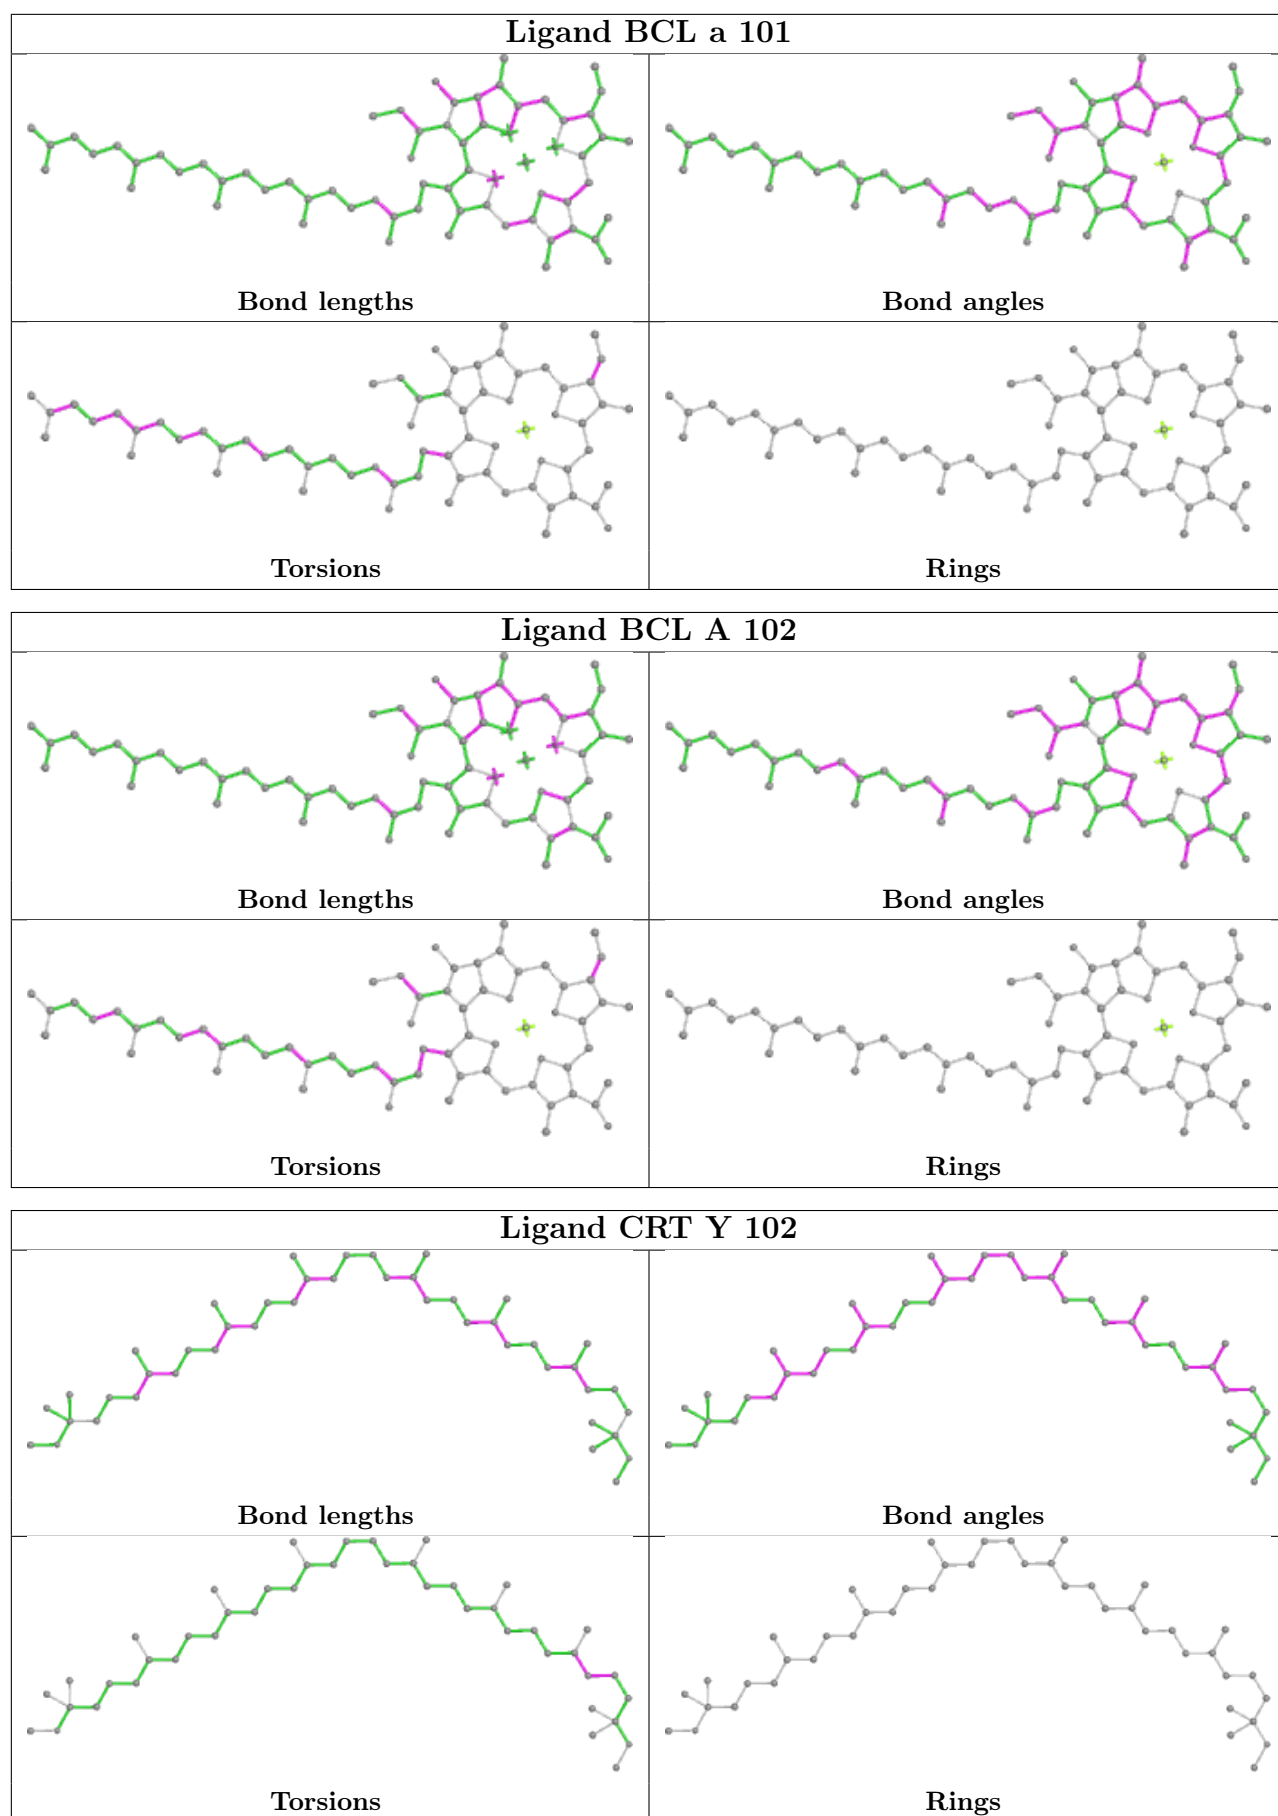 Ligand BCL a 101
Bond lengths
Bond angles
Torsions
Rings
Ligand BCL A 102
Bond lengths
Bond angles
Torsions
Rings
Ligand CRT Y 102
Bond lengths
Bond angles
Torsions
Rings